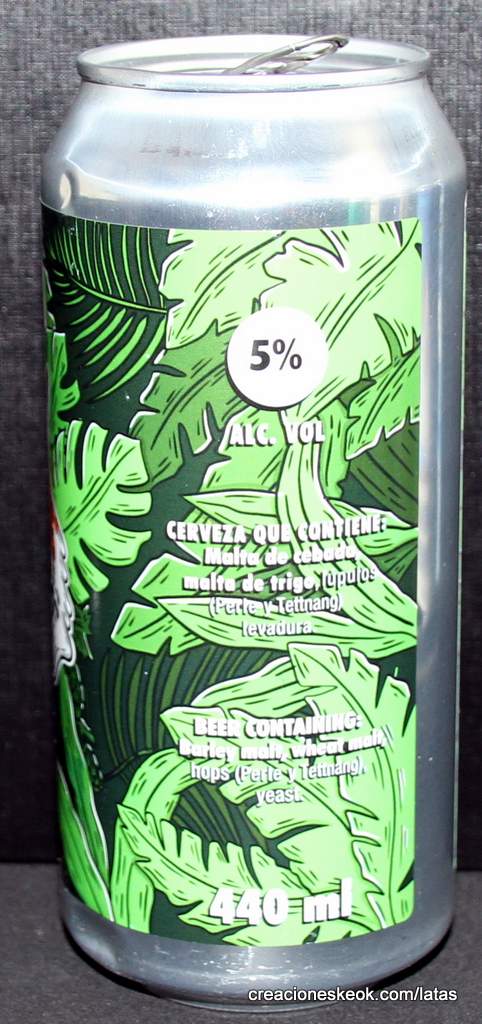 5%
ALC. VOL
CERVEZA QUE CONTIENE:
Malta de cebada,
malta de trigo, lúpulos
(Perle y Tettnang)
levadura.
BEER CONTAINING:
Barley malt, wheat malt,
hops (Perle y Tettnang),
yeast.
440 ml
creacioneskeok.com/latas